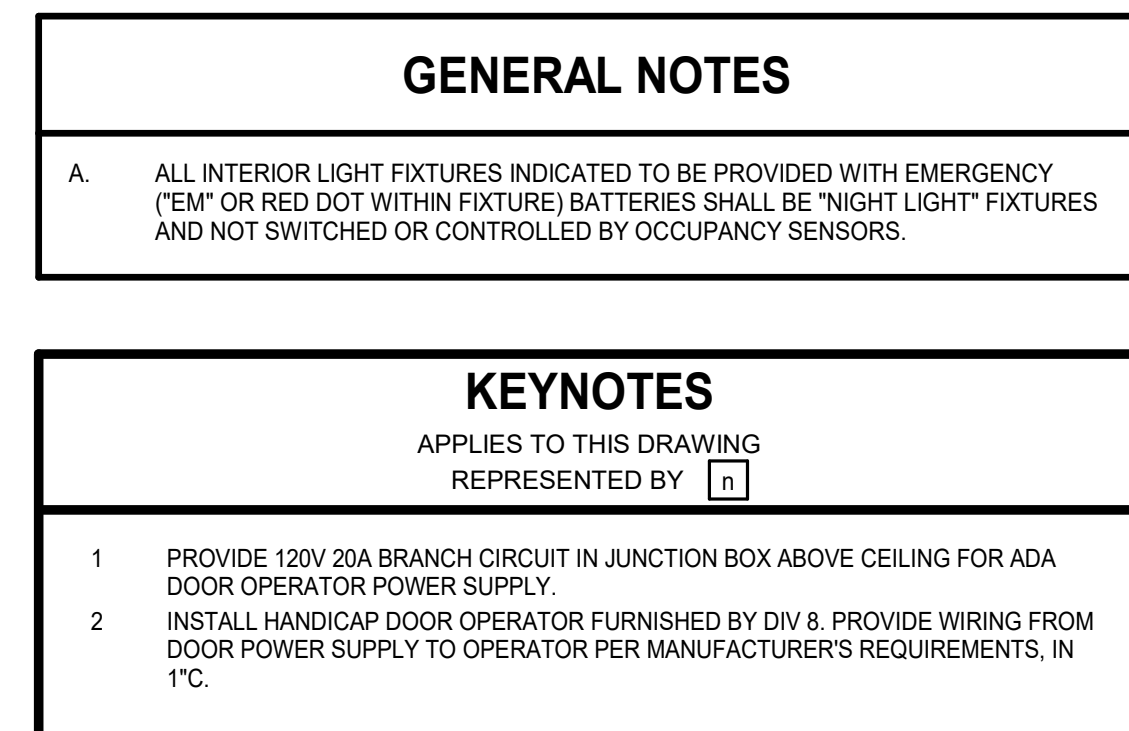 GENERAL NOTES
A. ALL INTERIOR LIGHT FIXTURES INDICATED TO BE PROVIDED WITH EMERGENCY
("EM" OR RED DOT WITHIN FIXTURE) BATTERIES SHALL BE "NIGHT LIGHT" FIXTURES
AND NOT SWITCHED OR CONTROLLED BY OCCUPANCY SENSORS.
KEYNOTES
APPLIES TO THIS DRAWING
REPRESENTED BY n
1 PROVIDE 120V 20A BRANCH CIRCUIT IN JUNCTION BOX ABOVE CEILING FOR ADA
DOOR OPERATOR POWER SUPPLY.
2 INSTALL HANDICAP DOOR OPERATOR FURNISHED BY DIV 8. PROVIDE WIRING FROM
DOOR POWER SUPPLY TO OPERATOR PER MANUFACTURER'S REQUIREMENTS, IN
1"C.